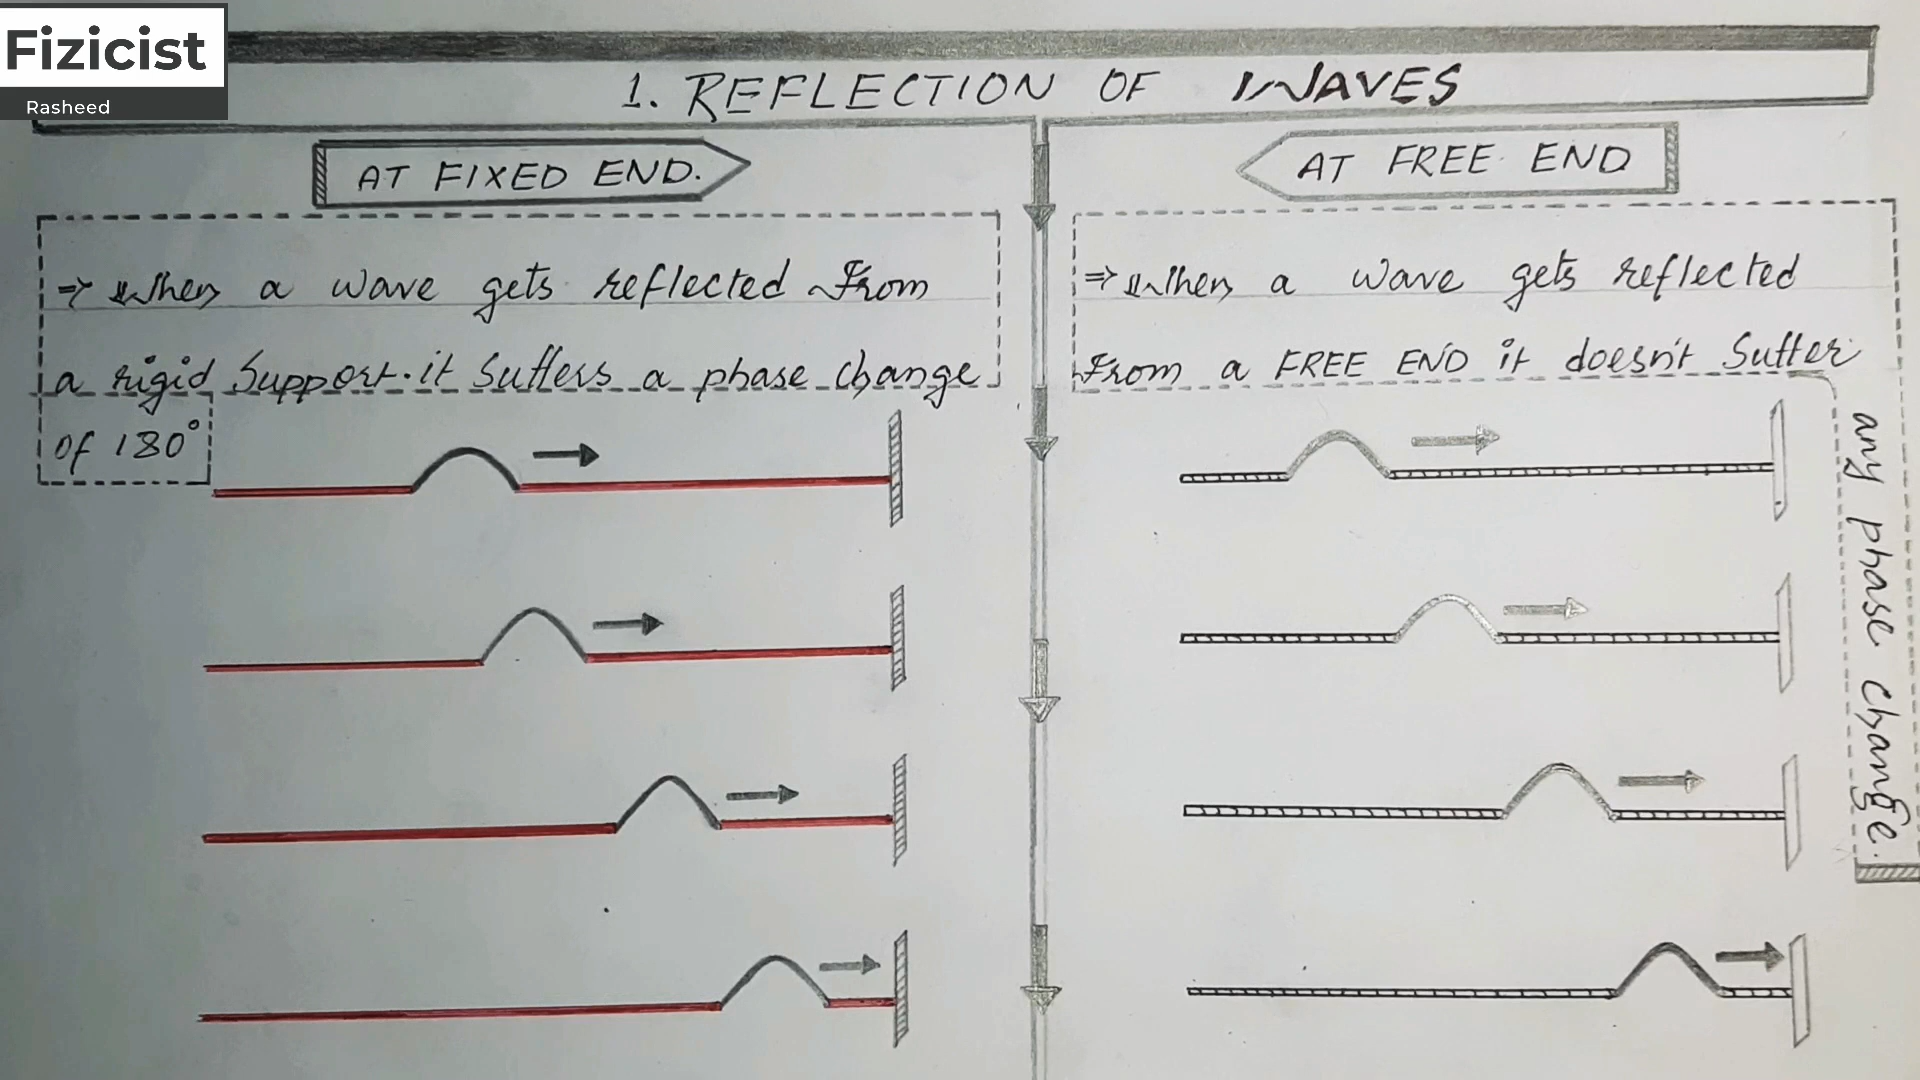 Fizicist
Rasheed
1. REFLECTION OF WAVES
AT FIXED END.
⇒ When a wave gets reflected From
a rigid Support. it Suffers a phase change
of 180°
AT FREE END
⇒ When a wave gets reflected
From a FREE END it doesn't Suffer
any phase change.